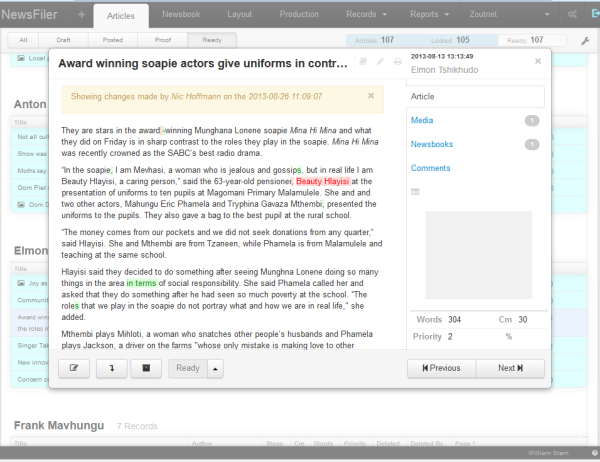 NewsFiler + Articles Newsbook Layout Production Records Reports Zoutnet
All Draft Posted Proof Ready Articles: 107 Locked: 105 Ready: 107
Local
Anton
Title
Not all cul
Show was
Moths say
Oom Piet
Oom D
Elmon
Title
Joy as
Communit
Award winn
the roles in
Singer Tak
New innov
Concern o
Award winning soapie actors give uniforms in contr...
Showing changes made by Nic Hoffmann on the 2013-08-26 11:09:07
They are stars in the award -winning Munghana Lonene soapie Mina Hi Mina and what
they did on Friday is in sharp contrast to the roles they play in the soapie. Mina Hi Mina
was recently crowned as the SABC's best radio drama.
"In the soapie, I am Mevhasi, a woman who is jealous and gossips, but in real life I am
Beauty Hlayisi, a caring person," said the 63-year-old pensioner, Beauty Hlayisi at the
presentation of uniforms to ten pupils at Magomani Primary Malamulele. She and and
two other actors, Mahungu Eric Phamela and Tryphina Gavaza Mthembi, presented the
uniforms to the pupils. They also gave a bag to the best pupil at the rural school.
"The money comes from our pockets and we did not seek donations from any quarter,"
said Hlayisi. She and Mthembi are from Tzaneen, while Phamela is from Malamulele and
teaching at the same school.
Hlayisi said they decided to do something after seeing Munghna Lonene doing so many
things in the area in terms of social responsibility. She said Phamela called her and
asked that they do something after he had seen so much poverty at the school. "The
roles that we play in the soapie do not portray what and how we are in real life," she
added.
Mthembi plays Mihloti, a woman who snatches other people's husbands and Phamela
plays Jackson, a driver on the farms "whose only mistake is making love to other
2013-08-13 13:13:49
Elmon Tshikhudo
Article
Media 1
Newsbooks 1
Comments
Words 304 Cm 30
Priority 2 %
Ready Previous Next
Frank Mavhungu 7 Records
Title Author Stage Cm Words Priority Deleted Deleted By Page
William Stam